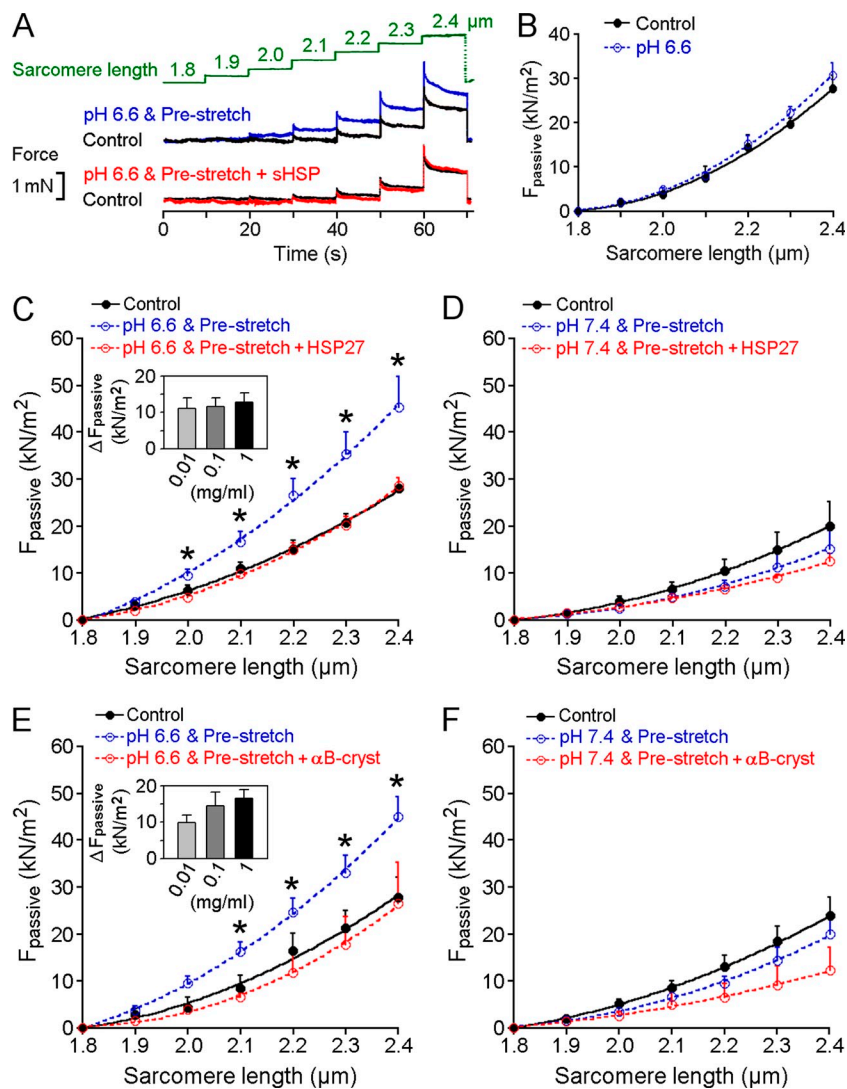 A
1.8 1.9 2.0 2.1 2.2 2.3 2.4 µm
Sarcomere length
pH 6.6 & Pre-stretch
Control
Force
1 mN
pH 6.6 & Pre-stretch + sHSP
Control
0 20 40 60
Time (s)
B
Control
pH 6.6
Fpassive (kN/m²)
40
30
20
10
0
1.8 1.9 2.0 2.1 2.2 2.3 2.4
Sarcomere length (µm)
C
Control
pH 6.6 & Pre-stretch
pH 6.6 & Pre-stretch + HSP27
Fpassive (kN/m²)
60
50
40
30
20
10
0
Δ Fpassive
(kN/m²)
20
10
0
0.01 0.1 1
(mg/ml)
* * * * *
1.8 1.9 2.0 2.1 2.2 2.3 2.4
Sarcomere length (µm)
D
Control
pH 7.4 & Pre-stretch
pH 7.4 & Pre-stretch + HSP27
Fpassive (kN/m²)
60
50
40
30
20
10
0
1.8 1.9 2.0 2.1 2.2 2.3 2.4
Sarcomere length (µm)
E
Control
pH 6.6 & Pre-stretch
pH 6.6 & Pre-stretch + αB-cryst
Fpassive (kN/m²)
60
50
40
30
20
10
0
Δ Fpassive
(kN/m²)
20
10
0
0.01 0.1 1
(mg/ml)
* * * *
1.8 1.9 2.0 2.1 2.2 2.3 2.4
Sarcomere length (µm)
F
Control
pH 7.4 & Pre-stretch
pH 7.4 & Pre-stretch + αB-cryst
Fpassive (kN/m²)
60
50
40
30
20
10
0
1.8 1.9 2.0 2.1 2.2 2.3 2.4
Sarcomere length (µm)